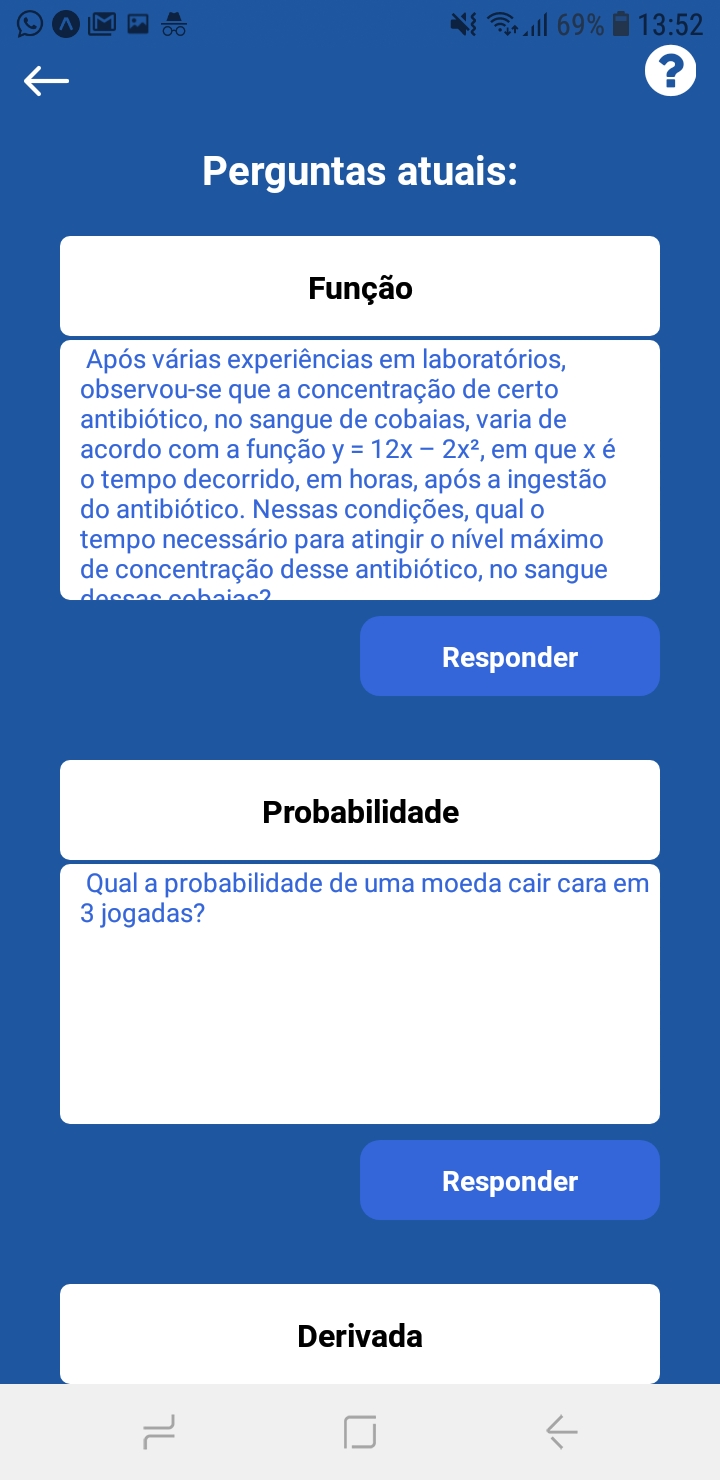 69% 13:52
?
Perguntas atuais:
Função
Após várias experiências em laboratórios,
observou-se que a concentração de certo
antibiótico, no sangue de cobaias, varia de
acordo com a função y = 12x – 2x², em que x é
o tempo decorrido, em horas, após a ingestão
do antibiótico. Nessas condições, qual o
tempo necessário para atingir o nível máximo
de concentração desse antibiótico, no sangue
dessas cobaias?
Responder
Probabilidade
Qual a probabilidade de uma moeda cair cara em
3 jogadas?
Responder
Derivada